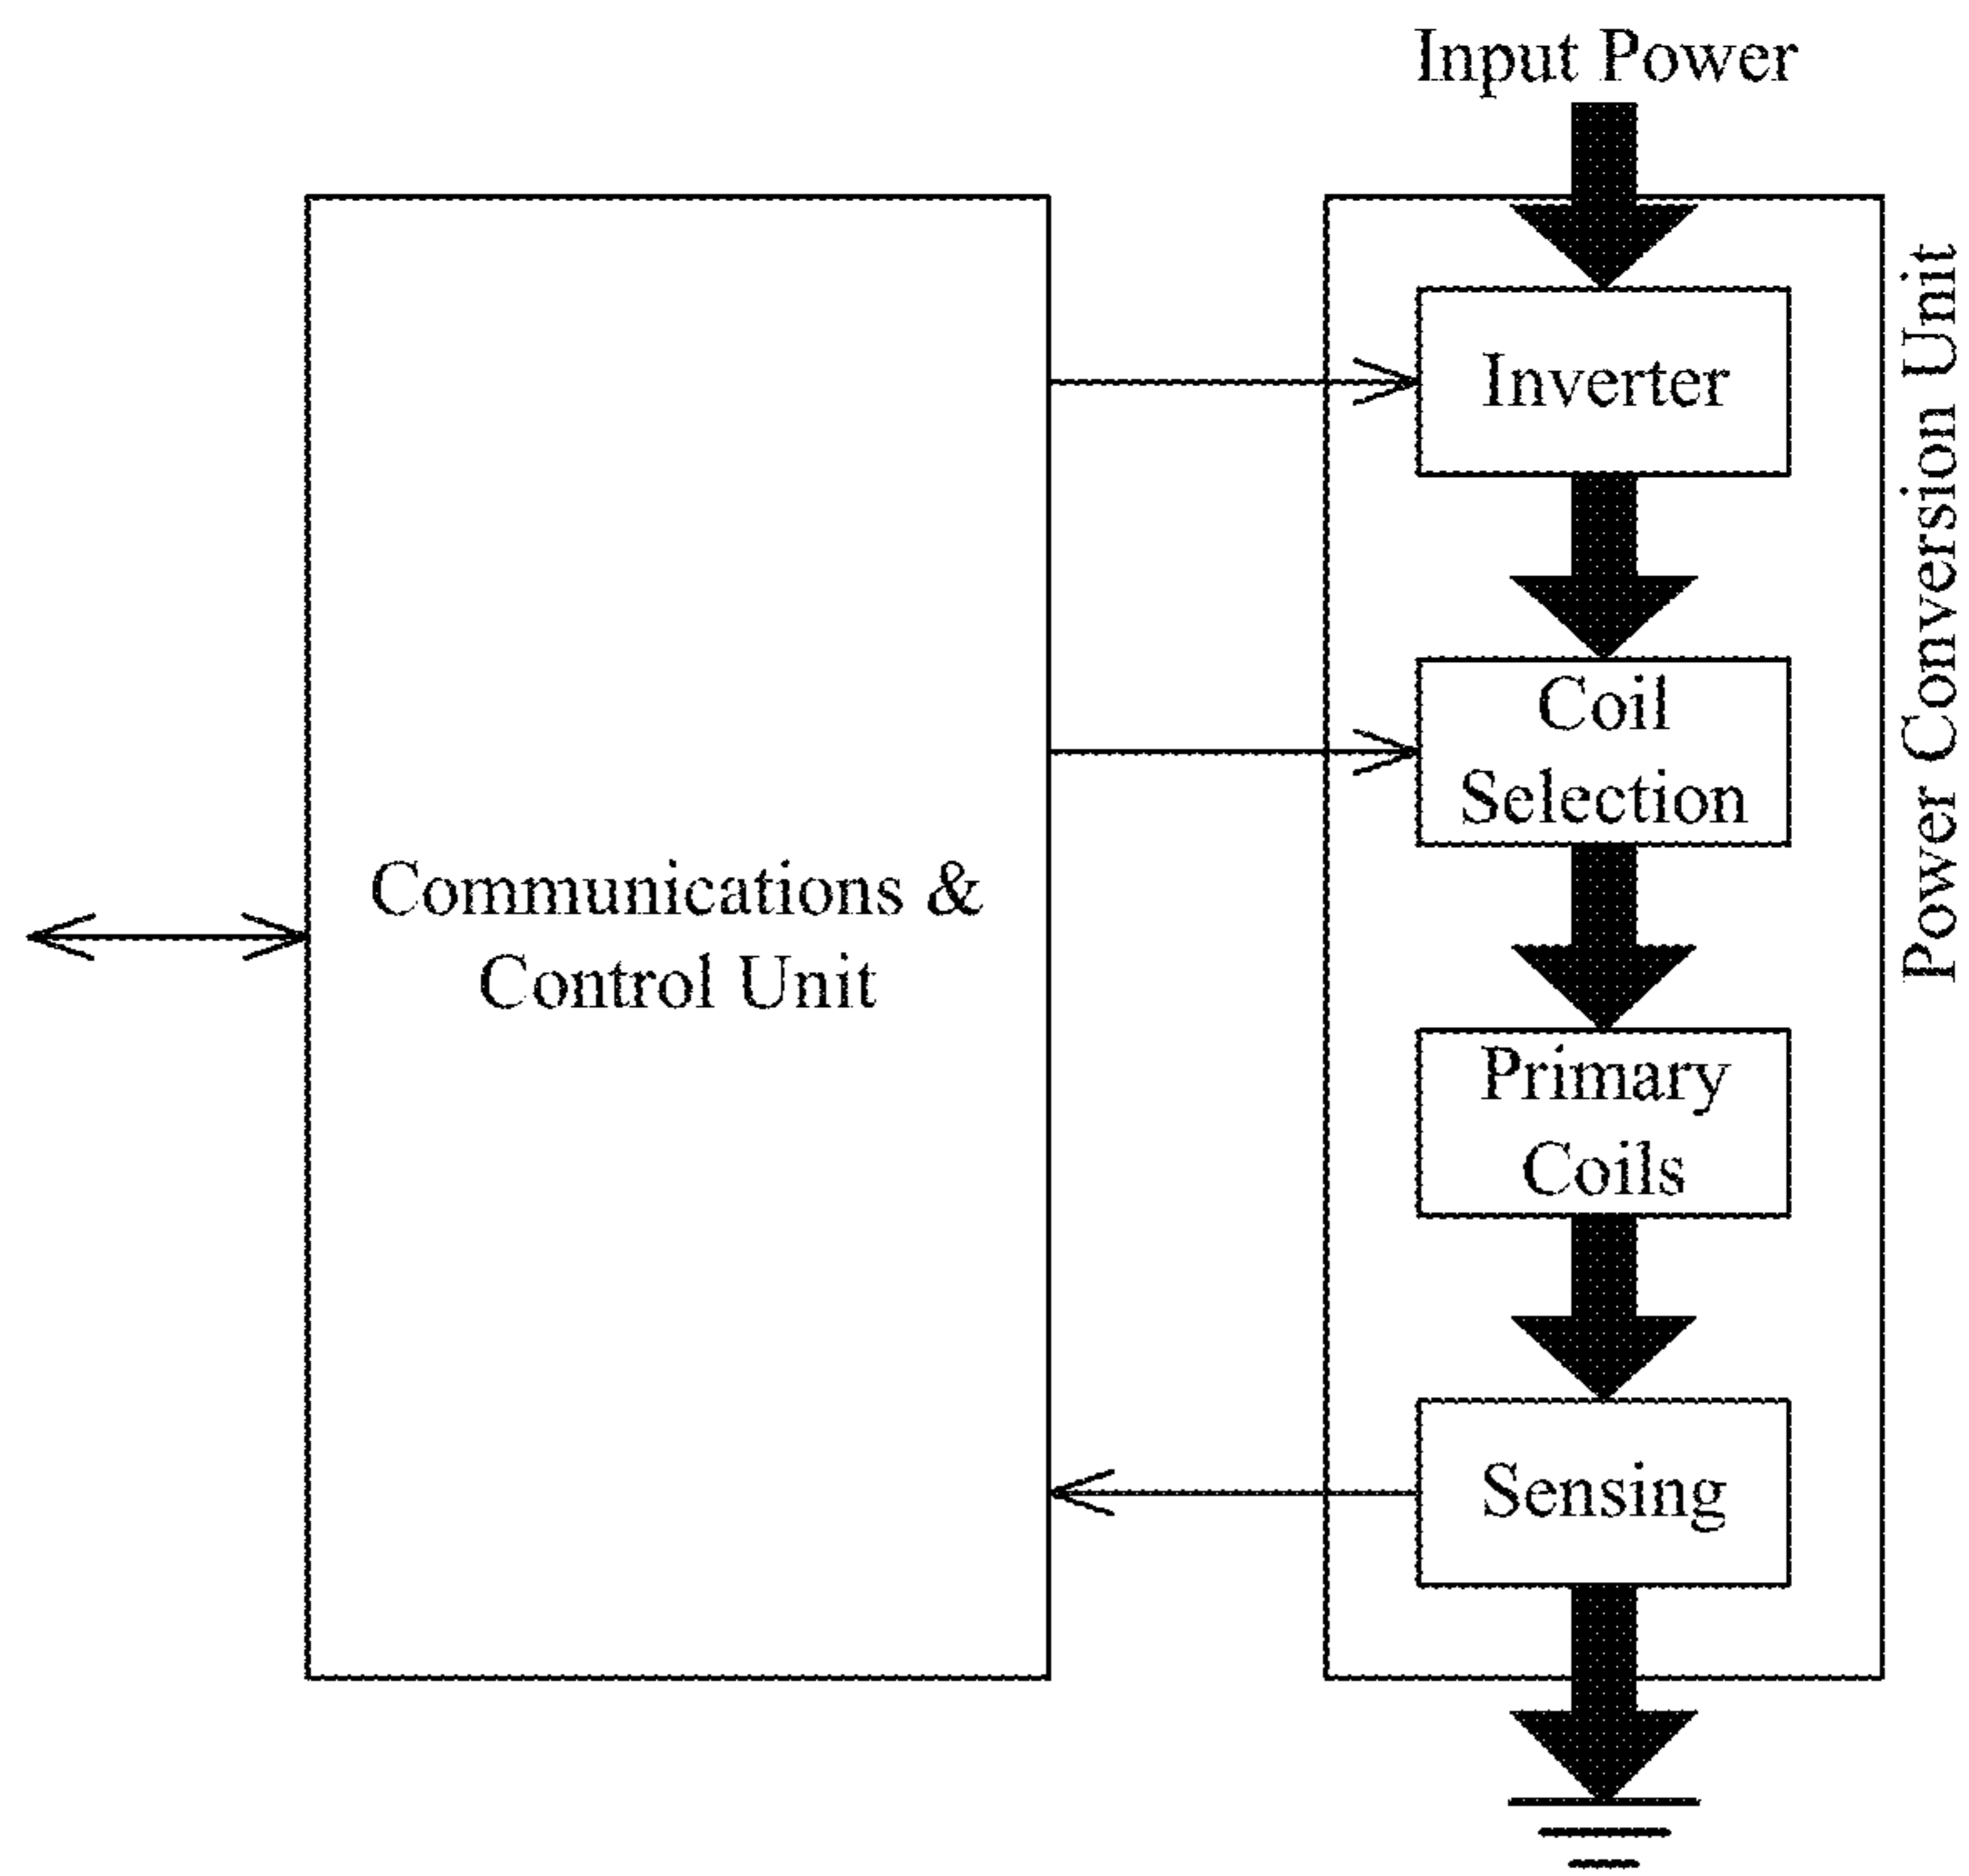 Input Power
Inverter
Coil
Selection
Communications &
Control Unit
Primary
Coils
Sensing
Power Conversion Unit